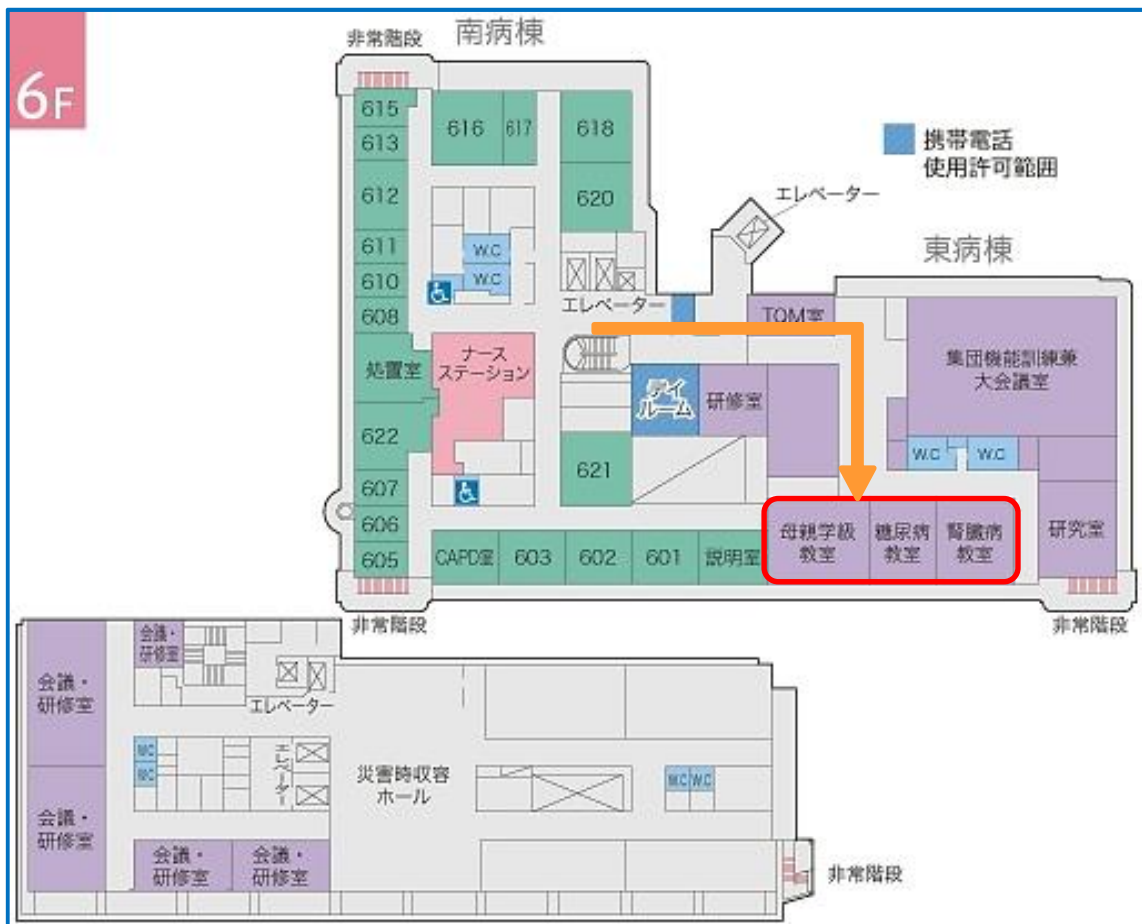 6F
南病棟
非常階段
615
616
617
618
613
携帯電話
使用許可範囲
612
620
エレベーター
611
W.C
東病棟
610
W.C
エレベーター
608
TQM室
処置室
ナース
ステーション
集団機能訓練兼
大会議室
デイ
ルーム
研修室
622
W.C
W.C
621
607
606
母親学級
教室
糖尿病
教室
腎臓病
教室
研究室
605
CAPD室
603
602
601
説明室
非常階段
非常階段
会議・
研修室
会議・
研修室
エレベーター
WC
WC
エレベーター
災害時収容
ホール
W.C
W.C
会議・
研修室
会議・
研修室
会議・
研修室
非常階段